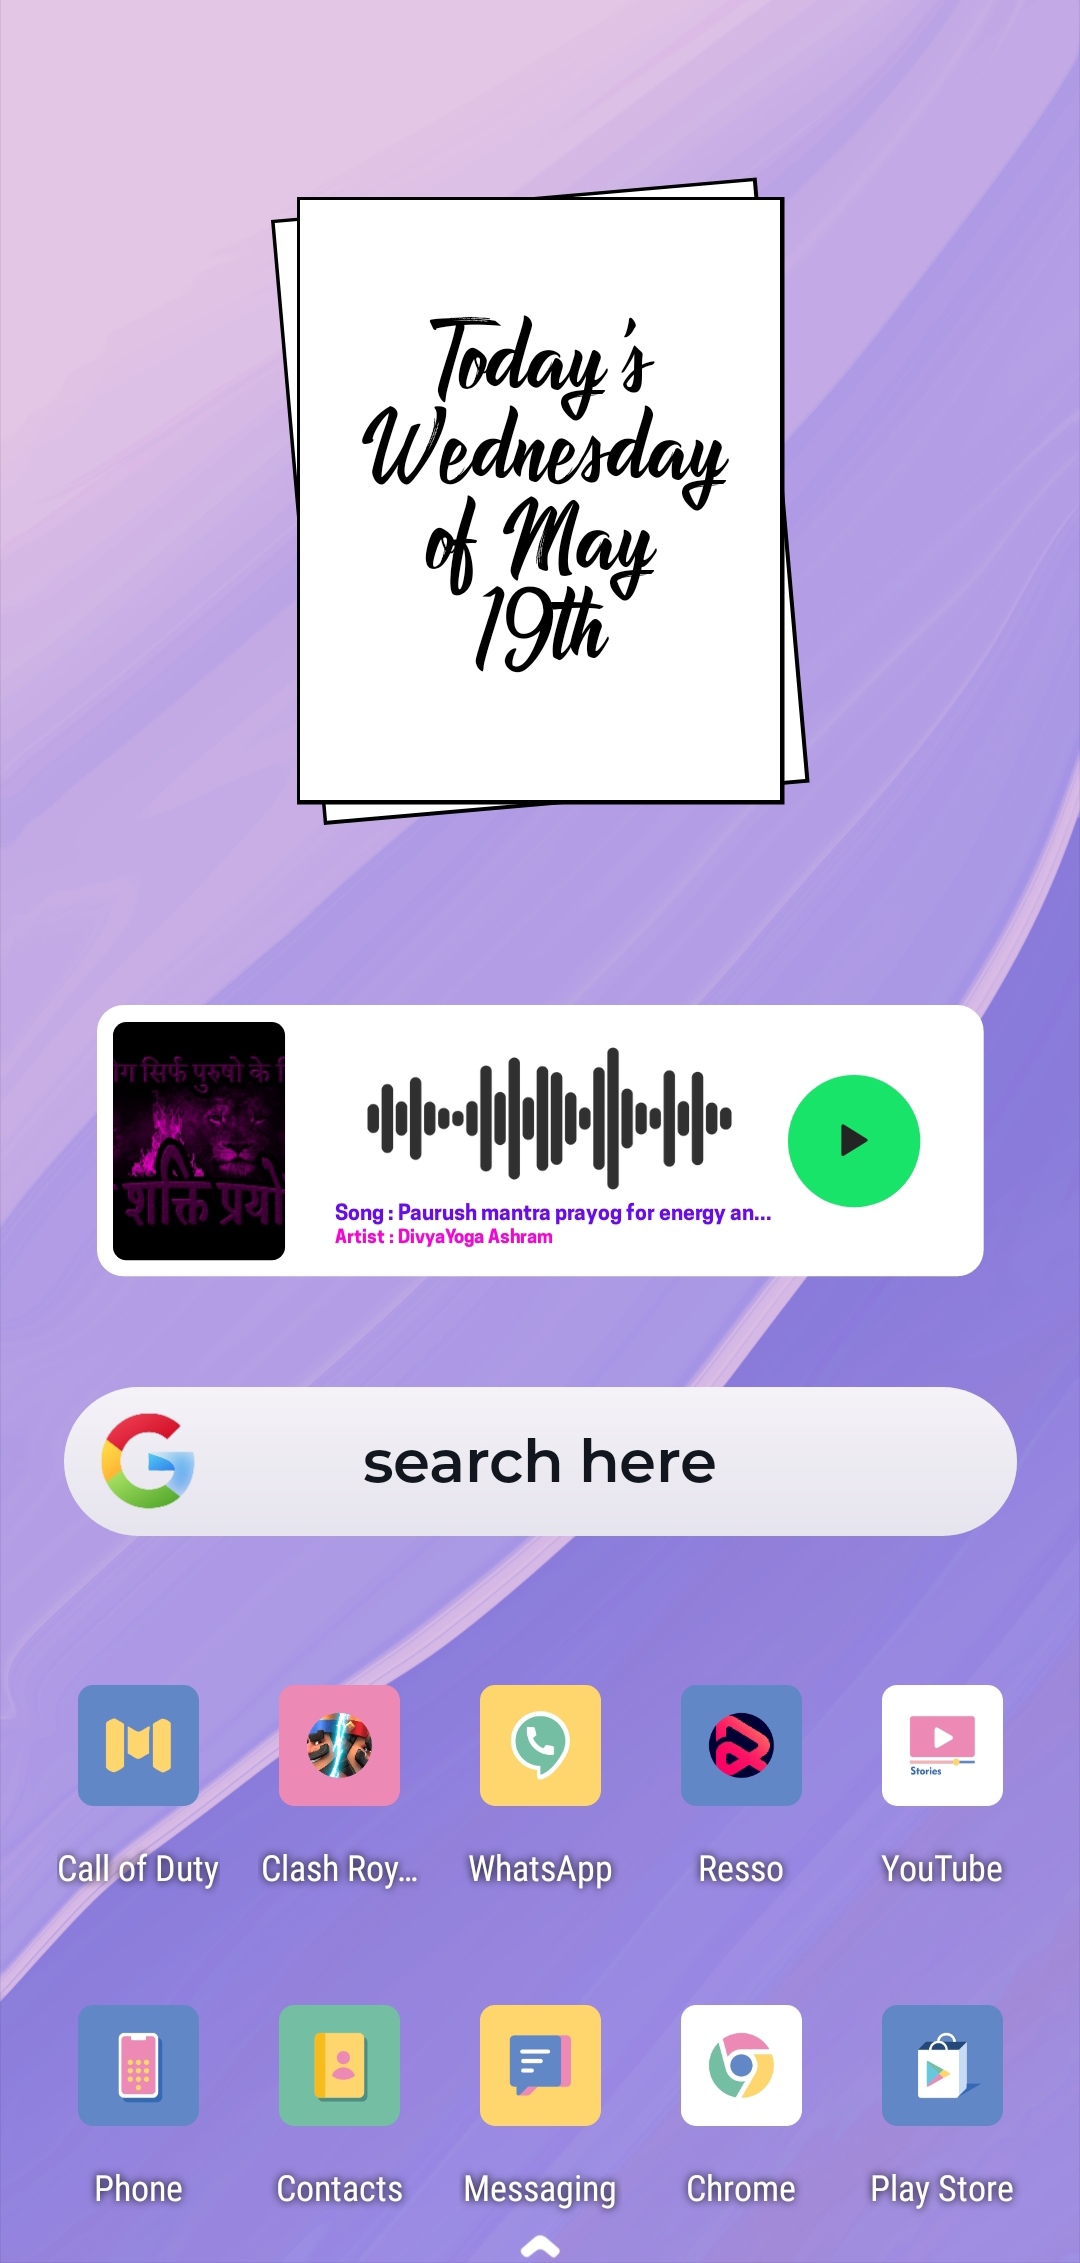 Today's
Wednesday
of May
19th
सिर्फ पुरुषो के
शक्ति
Song : Paurush mantra prayog for energy an...
Artist : DivyaYoga Ashram
search here
Stories
Call of Duty
Clash Roy...
WhatsApp
Resso
YouTube
Phone
Contacts
Messaging
Chrome
Play Store